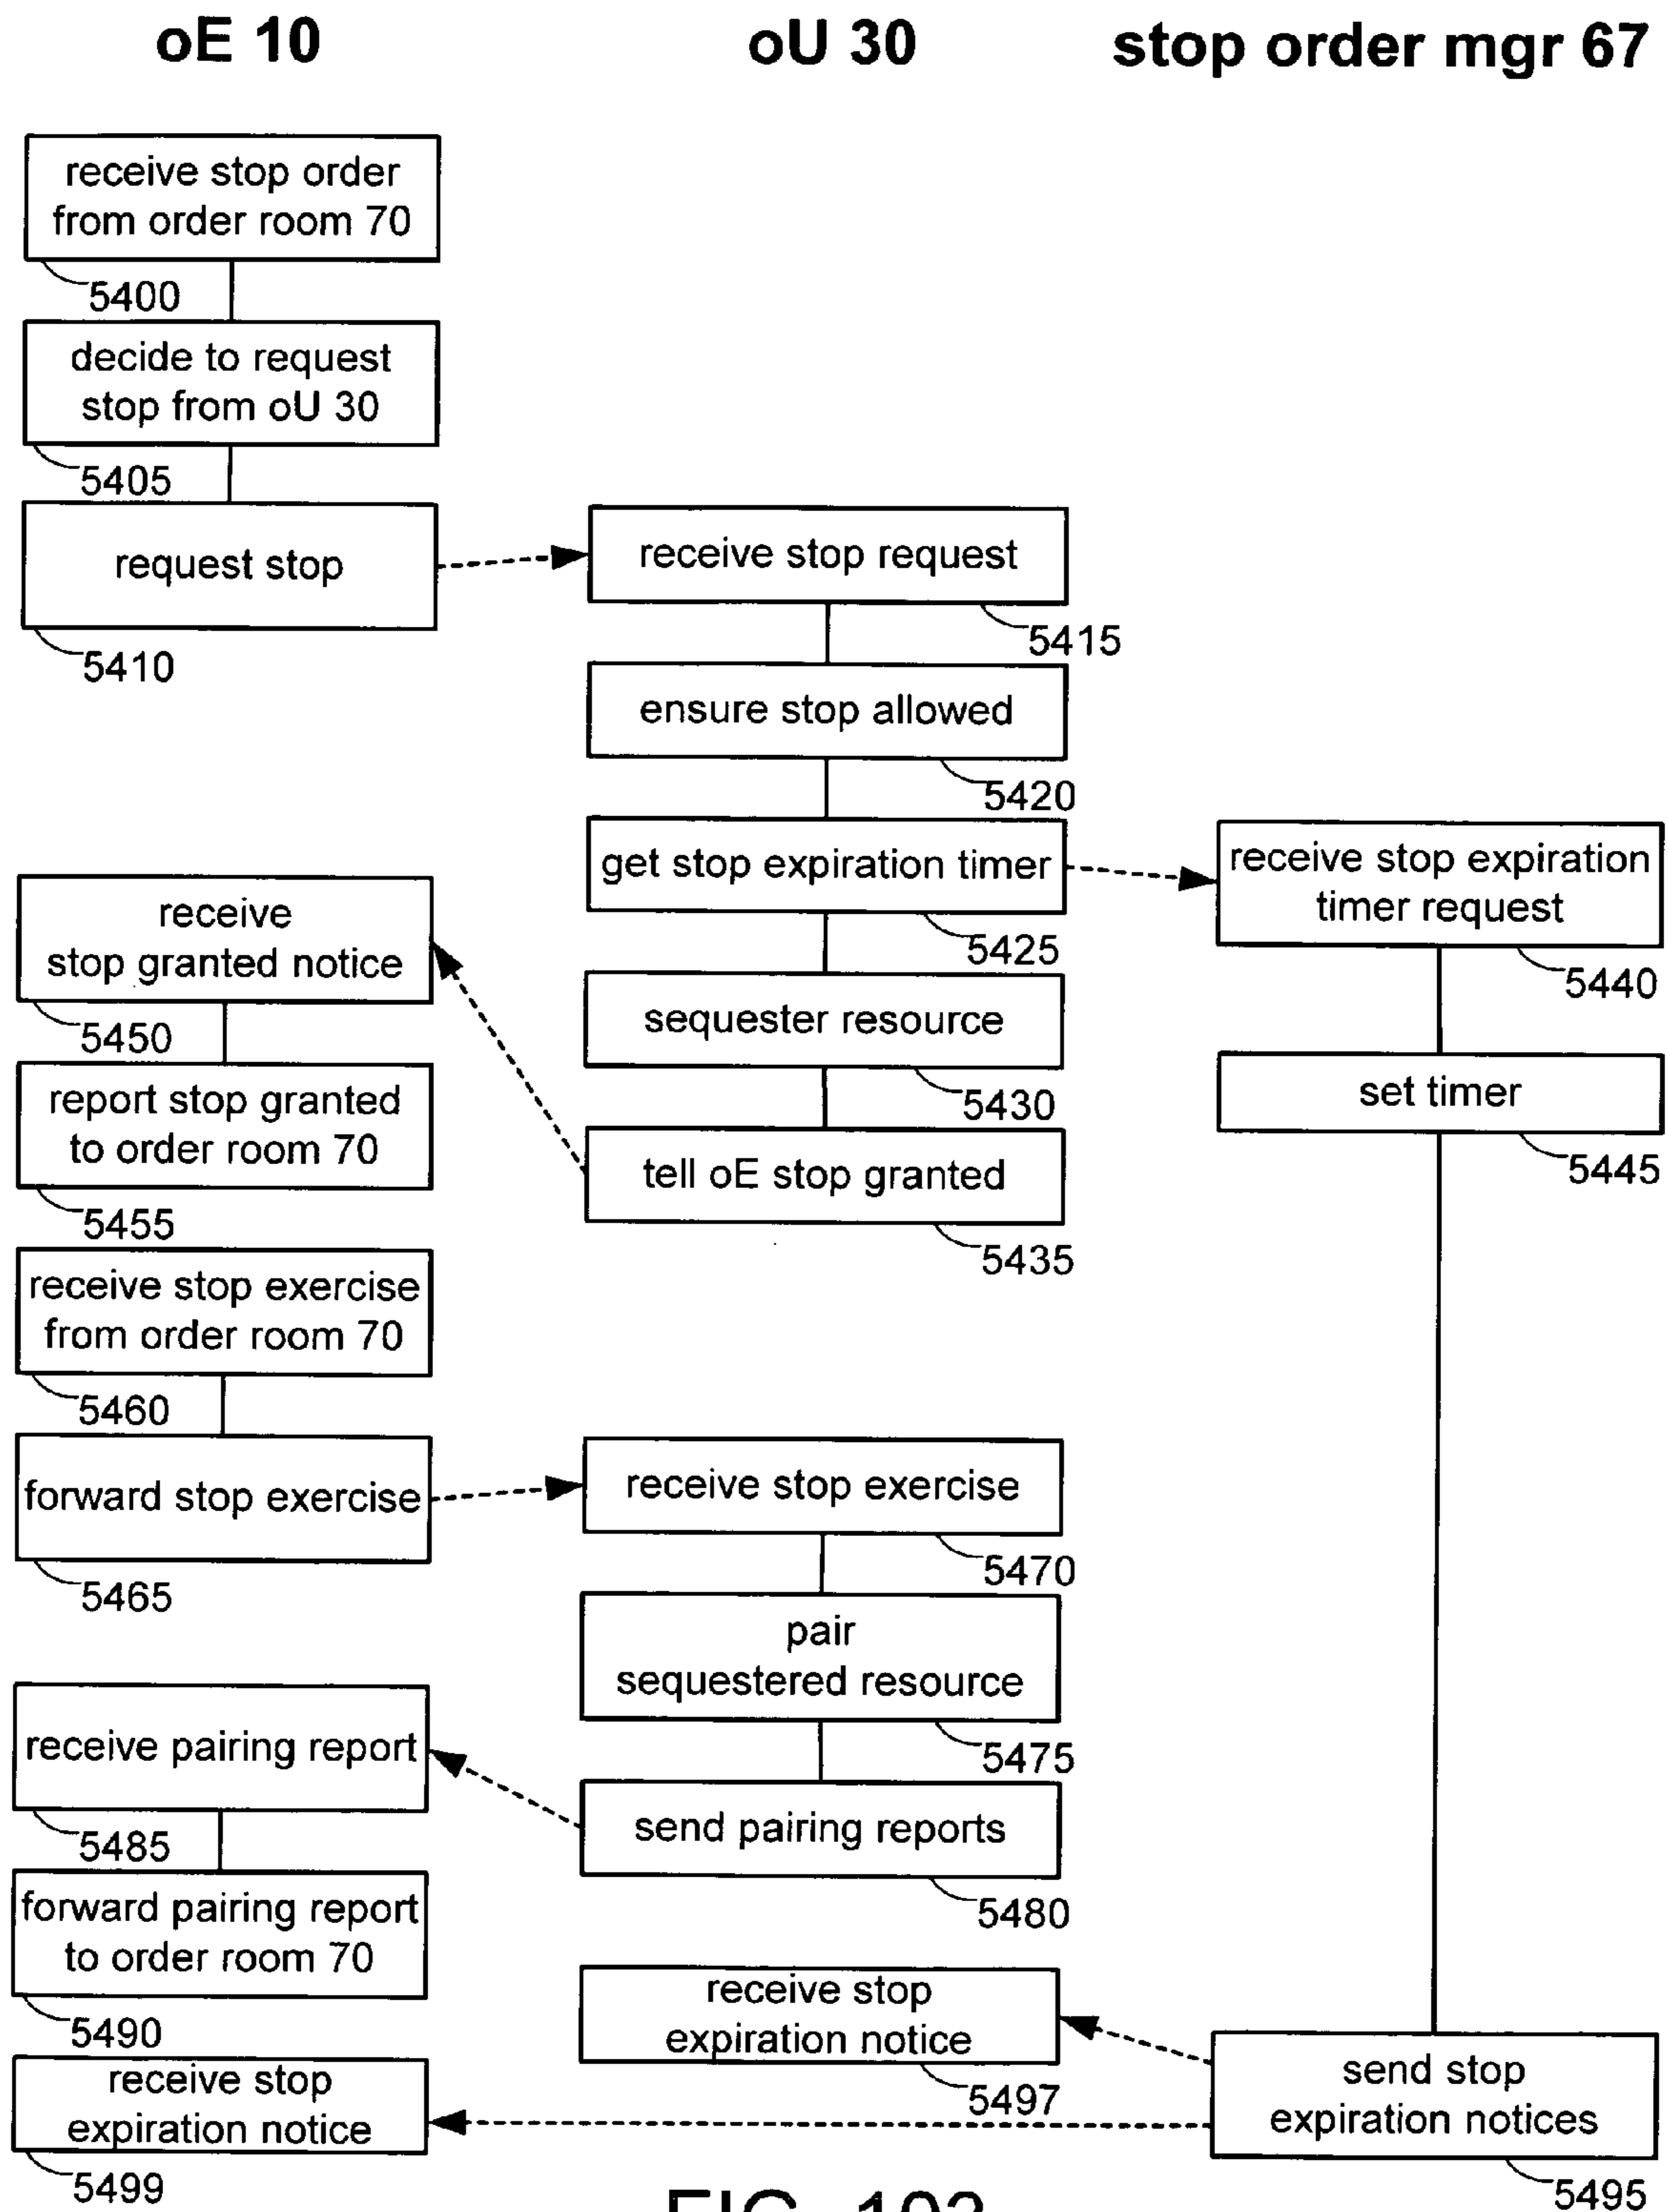 oE 10
oU 30
stop order mgr 67
receive stop order
from order room 70
5400
decide to request
stop from oU 30
5405
request stop
5410
receive stop request
5415
ensure stop allowed
5420
get stop expiration timer
5425
receive stop expiration
timer request
5440
sequester resource
5430
set timer
5445
tell oE stop granted
5435
receive
stop granted notice
5450
report stop granted
to order room 70
5455
receive stop exercise
from order room 70
5460
forward stop exercise
5465
receive stop exercise
5470
pair
sequestered resource
5475
send pairing reports
5480
receive pairing report
5485
forward pairing report
to order room 70
5490
send stop
expiration notices
5495
receive stop
expiration notice
5497
receive stop
expiration notice
5499